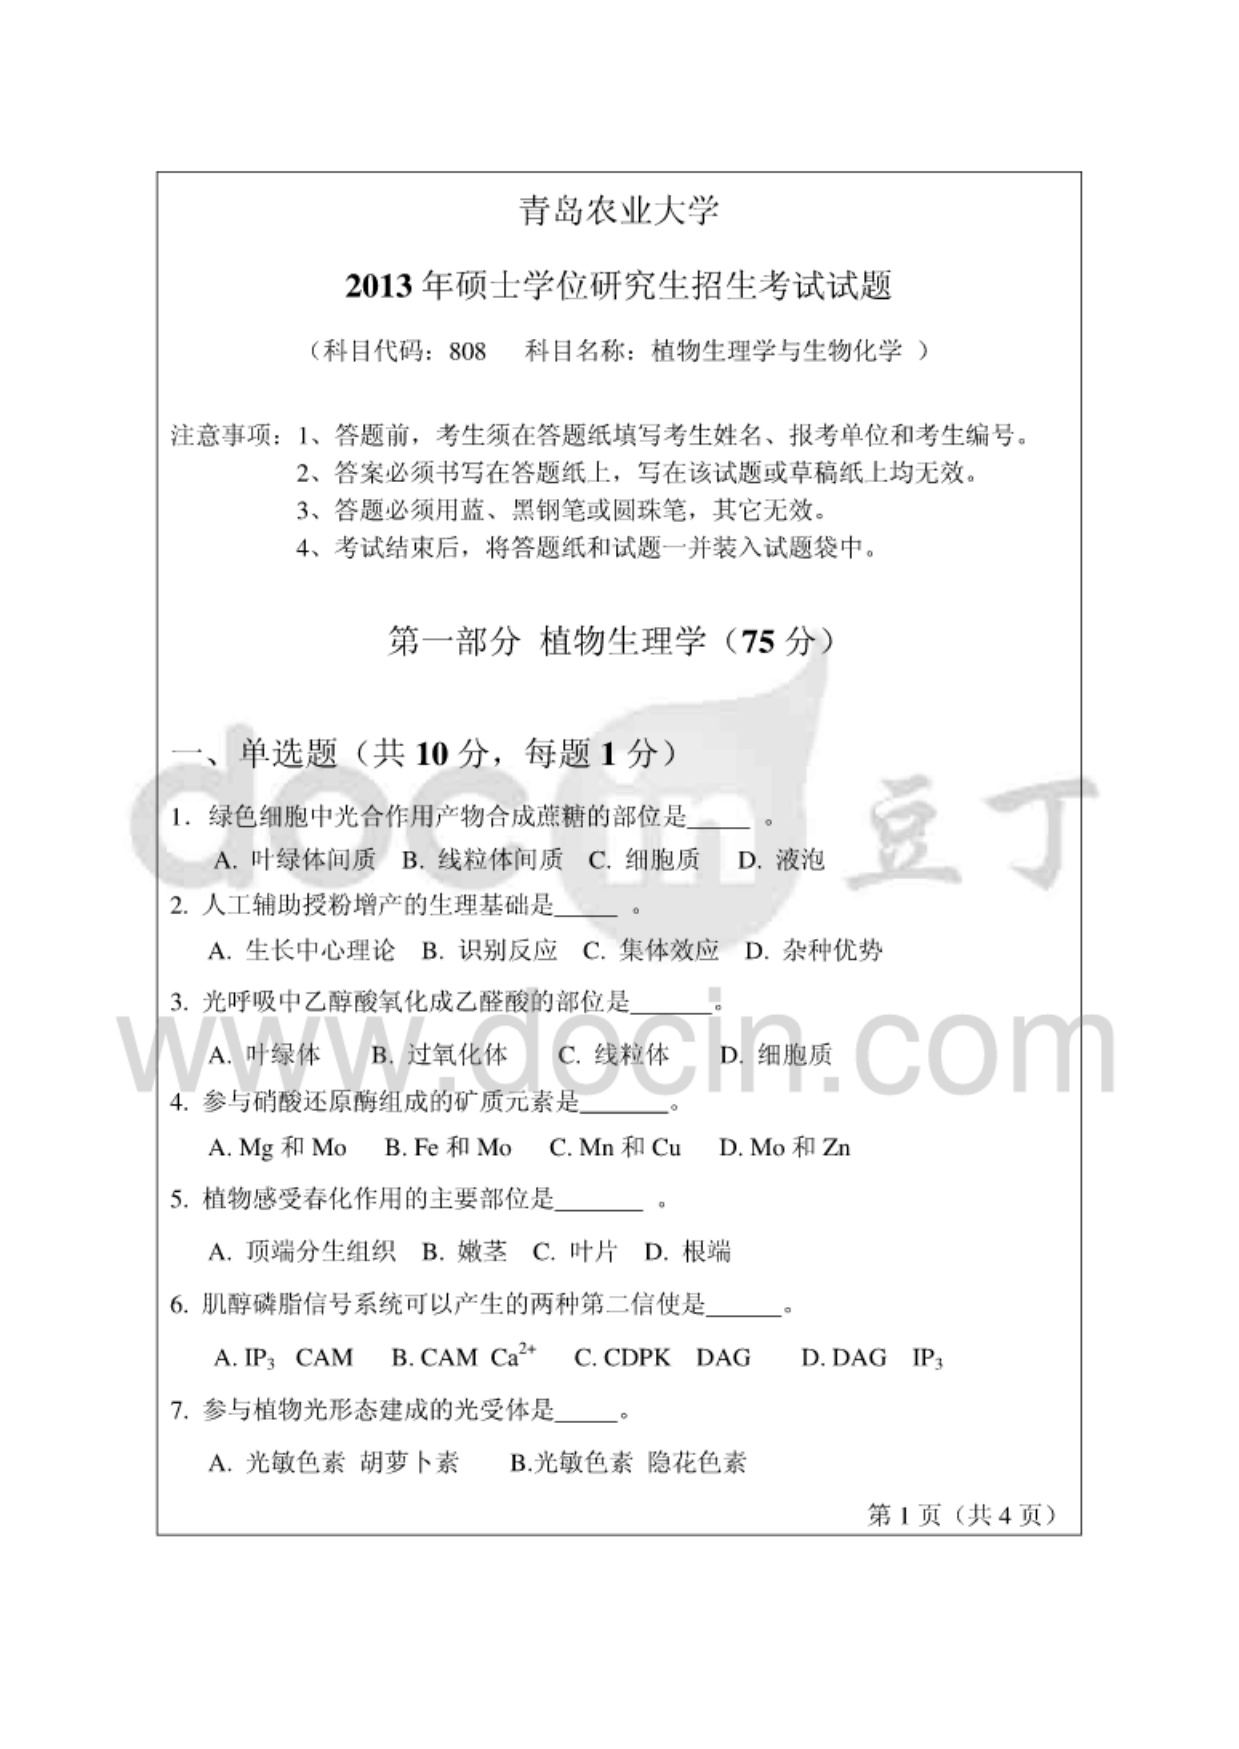 青岛农业大学
2013 年硕士学位研究生招生考试试题
（科目代码：808 科目名称：植物生理学与生物化学 ）
注意事项：1、答题前，考生须在答题纸填写考生姓名、报考单位和考生编号。
2、答案必须书写在答题纸上，写在该试题或草稿纸上均无效。
3、答题必须用蓝、黑钢笔或圆珠笔，其它无效。
4、考试结束后，将答题纸和试题一并装入试题袋中。
第一部分 植物生理学（75 分）
一、单选题（共 10 分，每题 1 分）
1. 绿色细胞中光合作用产物合成蔗糖的部位是_____ 。
A. 叶绿体间质 B. 线粒体间质 C. 细胞质 D. 液泡
2. 人工辅助授粉增产的生理基础是_____ 。
A. 生长中心理论 B. 识别反应 C. 集体效应 D. 杂种优势
3. 光呼吸中乙醇酸氧化成乙醛酸的部位是______。
A. 叶绿体 B. 过氧化体 C. 线粒体 D. 细胞质
4. 参与硝酸还原酶组成的矿质元素是_______。
A. Mg 和 Mo B. Fe 和 Mo C. Mn 和 Cu D. Mo 和 Zn
5. 植物感受春化作用的主要部位是_______ 。
A. 顶端分生组织 B. 嫩茎 C. 叶片 D. 根端
6. 肌醇磷脂信号系统可以产生的两种第二信使是______。
A. IP₃ CAM B. CAM Ca²⁺ C. CDPK DAG D. DAG IP₃
7. 参与植物光形态建成的光受体是_____。
A. 光敏色素 胡萝卜素 B.光敏色素 隐花色素
第 1 页（共 4 页）
docin 豆丁
www.docin.com